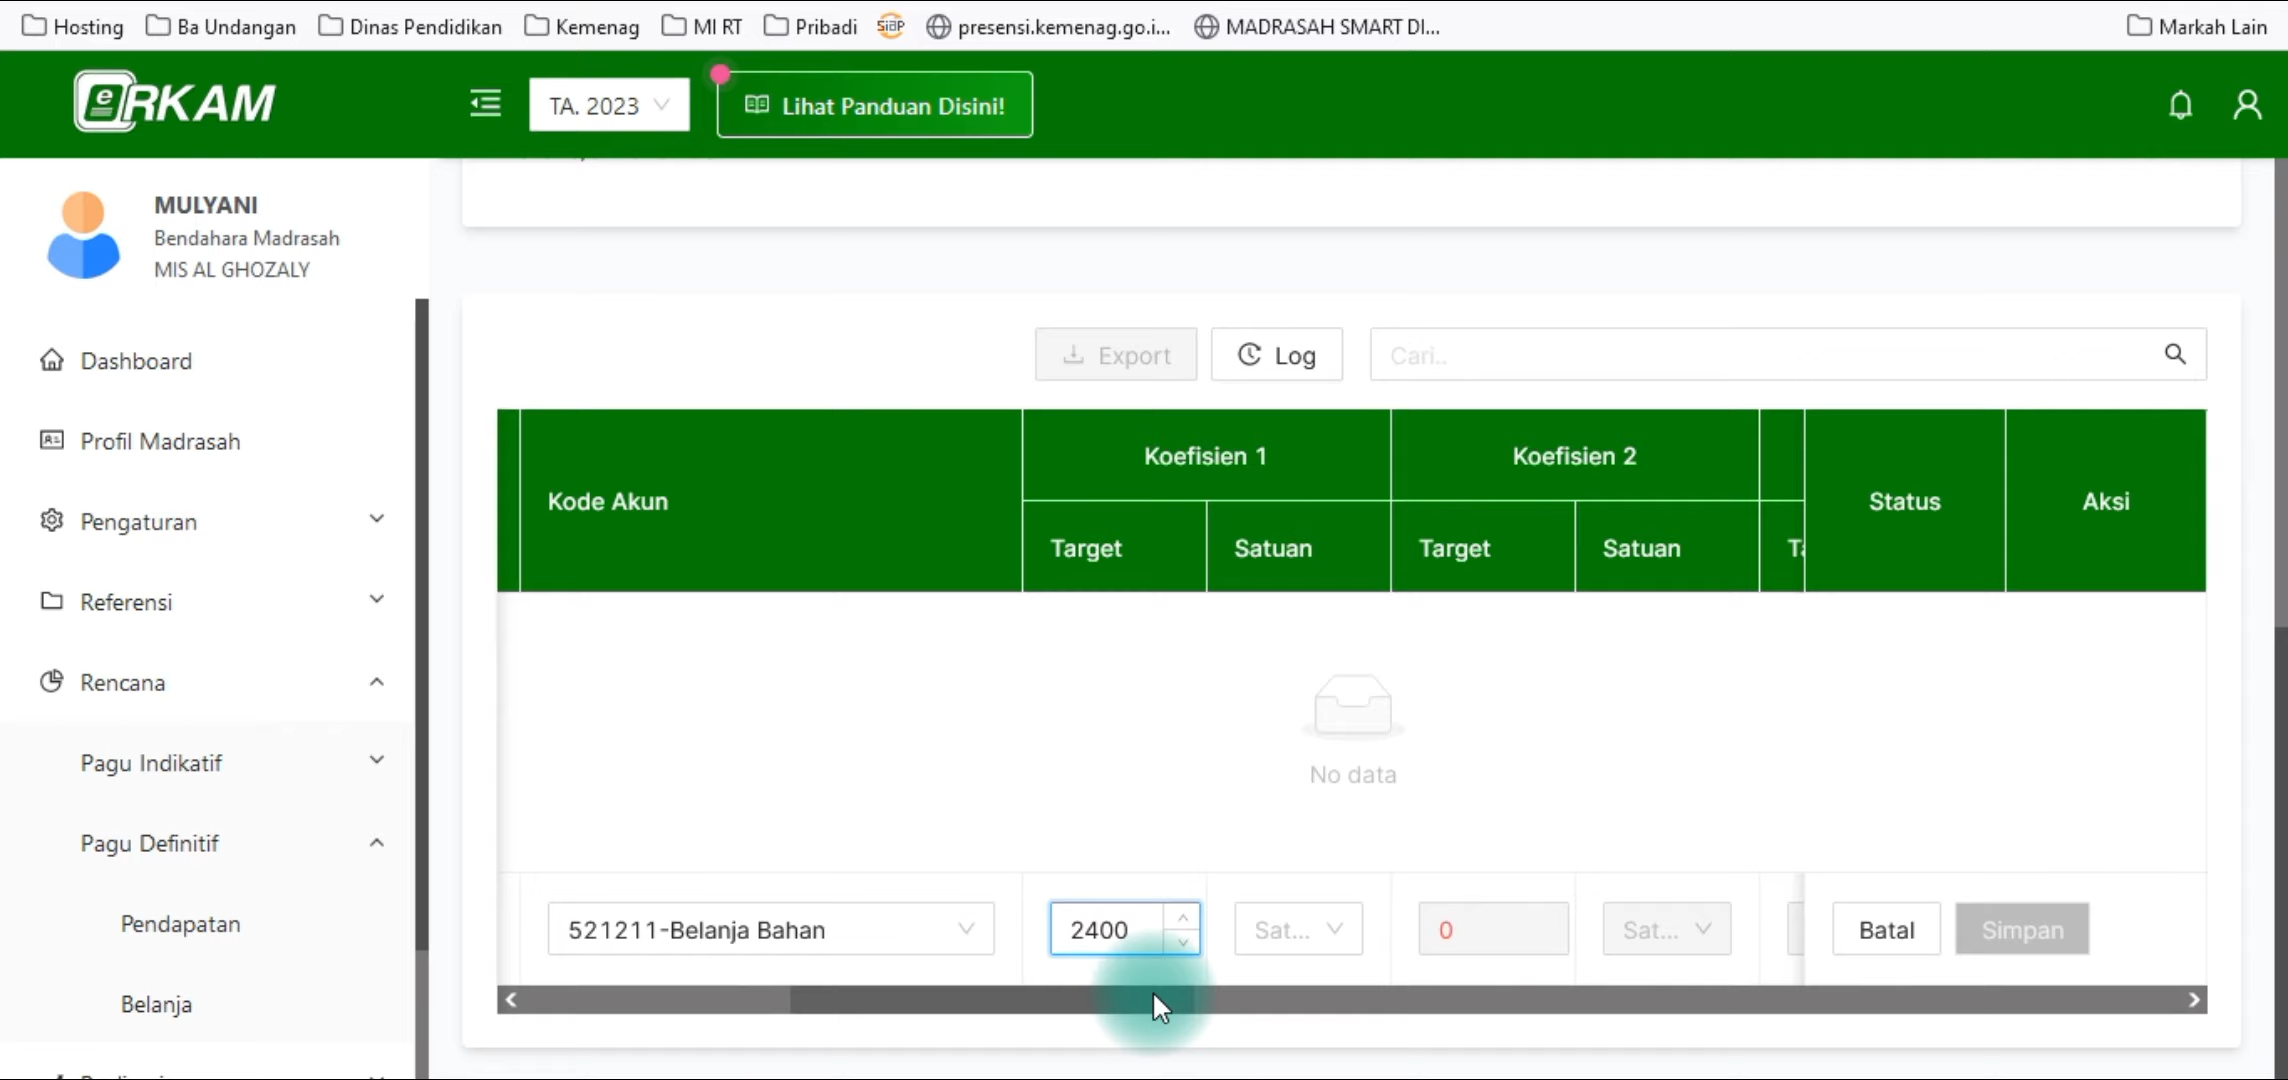 Hosting
Ba Undangan
Dinas Pendidikan
Kemenag
MI RT
Pribadi
SIAP
presensi.kemenag.go.i...
MADRASAH SMART DI...
Markah Lain
eRKAM
TA. 2023
Lihat Panduan Disini!
MULYANI
Bendahara Madrasah
MIS AL GHOZALY
Dashboard
Profil Madrasah
Pengaturan
Referensi
Rencana
Pagu Indikatif
Pagu Definitif
Pendapatan
Belanja
Export
Log
Cari..
Kode Akun
Koefisien 1
Koefisien 2
Status
Aksi
Target
Satuan
Target
Satuan
No data
521211-Belanja Bahan
2400
Sat...
0
Sat...
Batal
Simpan